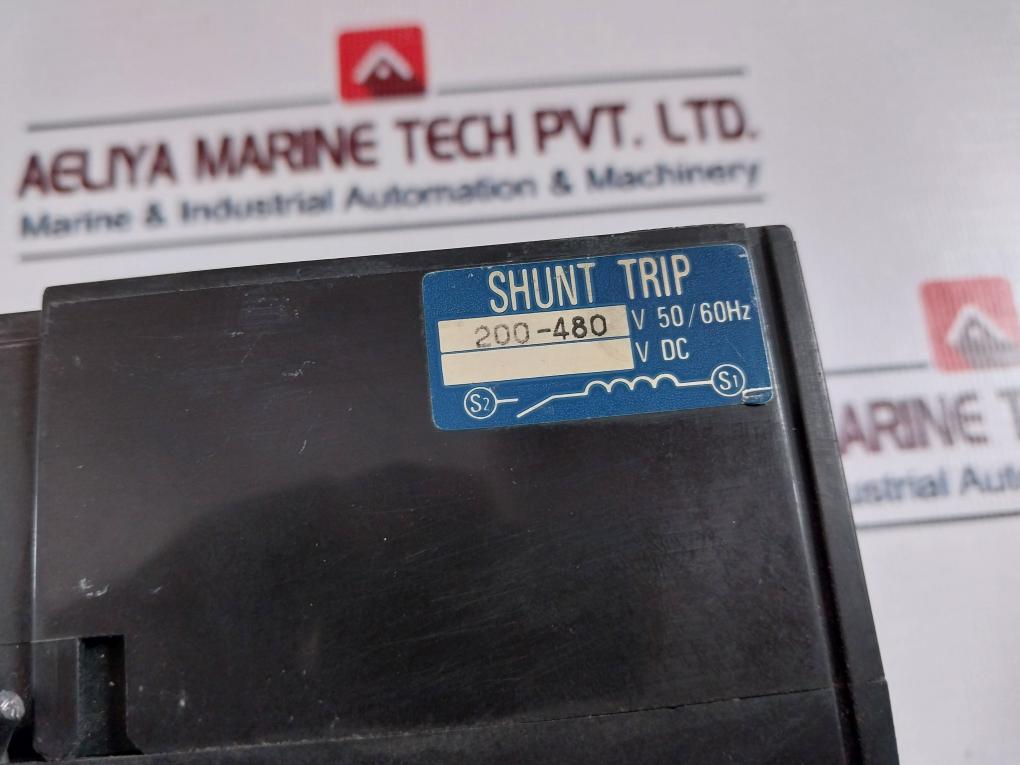 AELIYA MARINE TECH PVT. LTD.
Marine & Industrial Automation & Machinery
SHUNT TRIP
200-480 V 50/60Hz
V DC
S2 S1
ARINE T
ustrial Auto